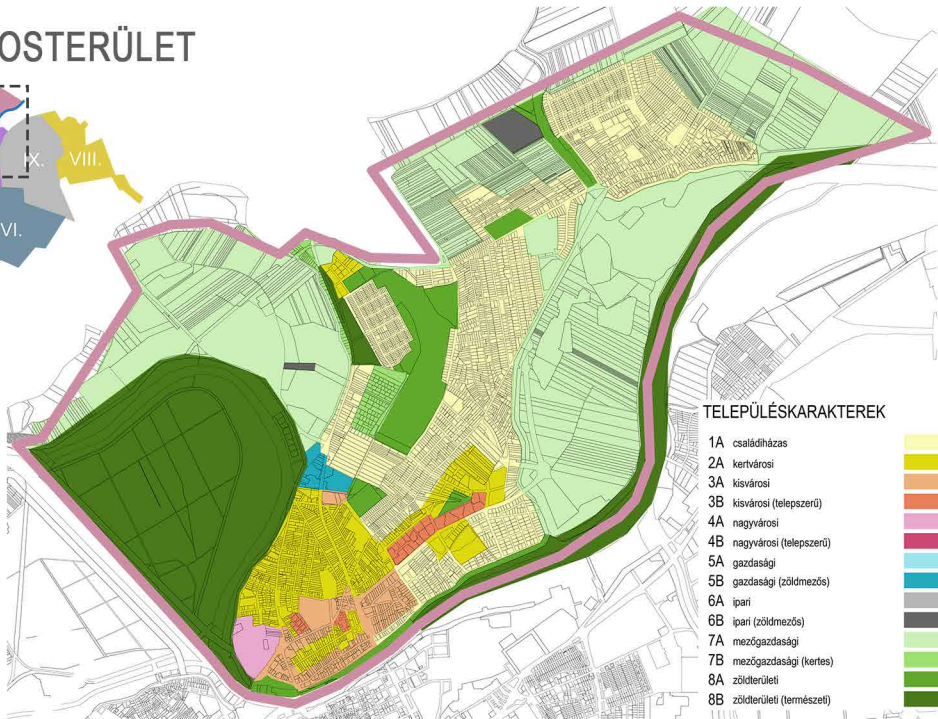 OSTERÜLET
IX.
VIII.
VI.
TELEPÜLÉSKARAKTEREK
1A családiházas
2A kertvárosi
3A kisvárosi
3B kisvárosi (telepszerű)
4A nagyvárosi
4B nagyvárosi (telepszerű)
5A gazdasági
5B gazdasági (zöldmezős)
6A ipari
6B ipari (zöldmezős)
7A mezőgazdasági
7B mezőgazdasági (kertes)
8A zöldterületi
8B zöldterületi (természeti)